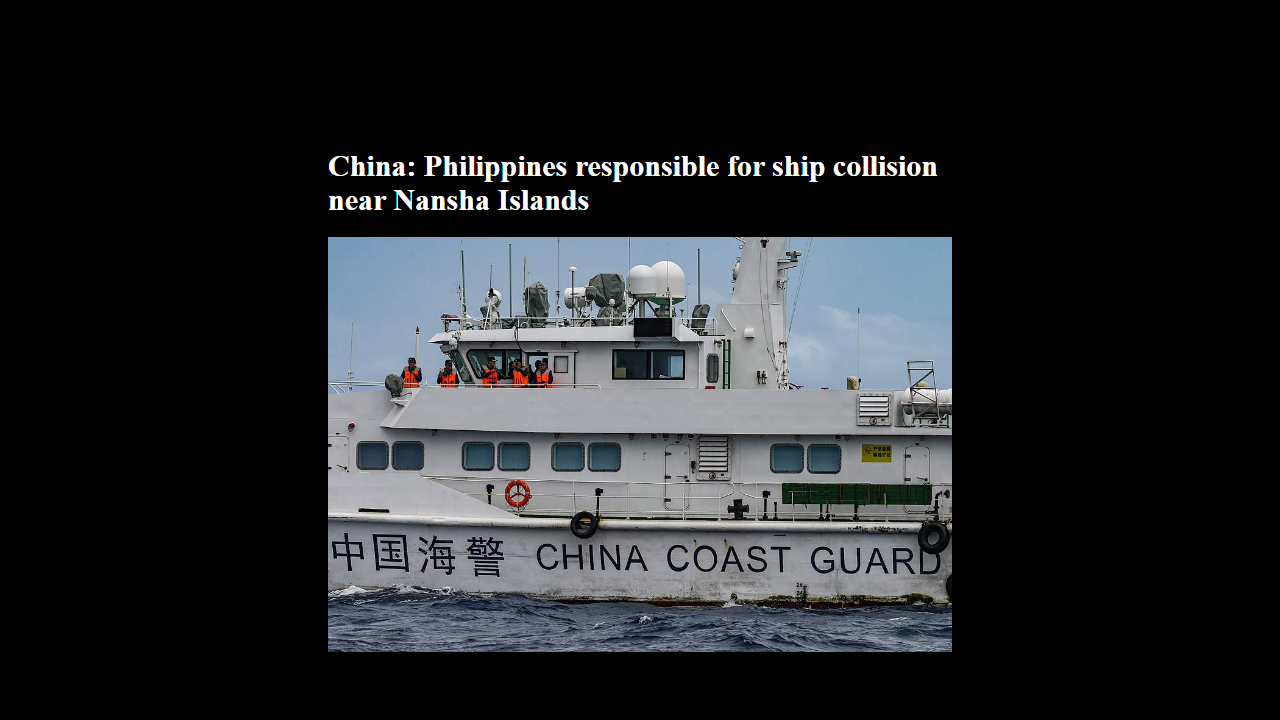 China: Philippines responsible for ship collision
near Nansha Islands
中国海警 CHINA COAST GUARD